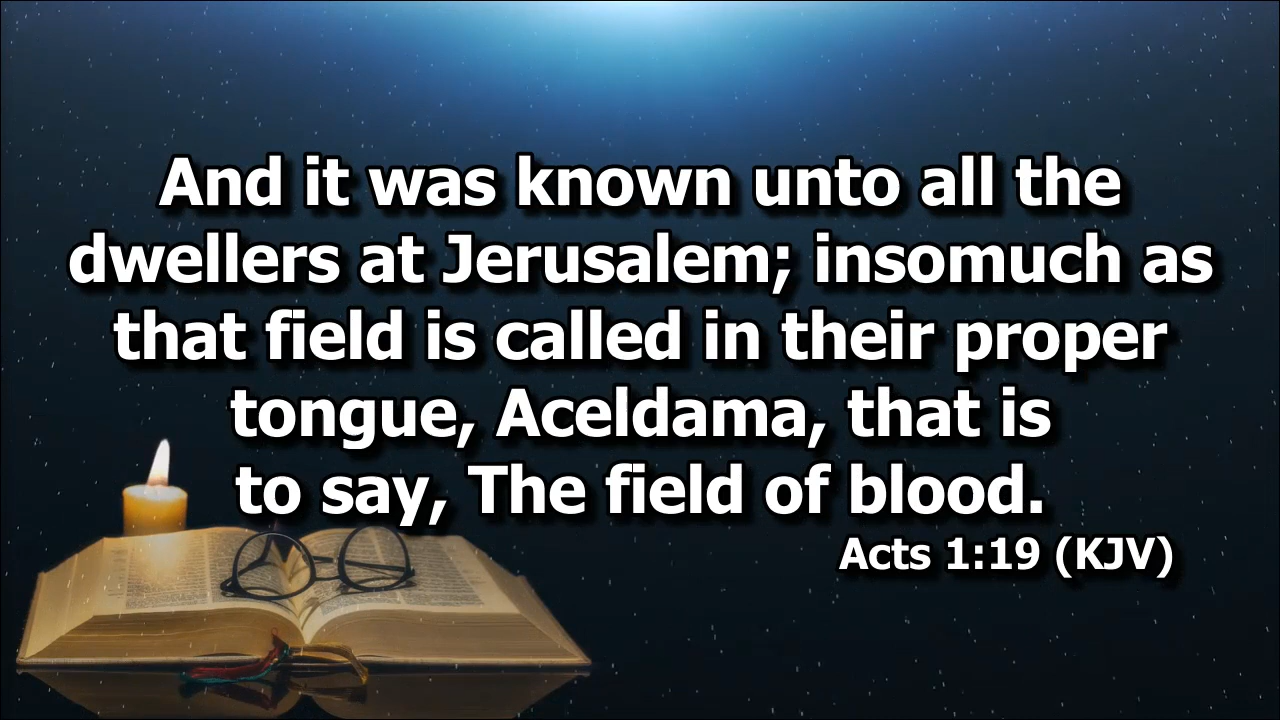 And it was known unto all the
dwellers at Jerusalem; insomuch as
that field is called in their proper
tongue, Aceldama, that is
to say, The field of blood.
Acts 1:19 (KJV)